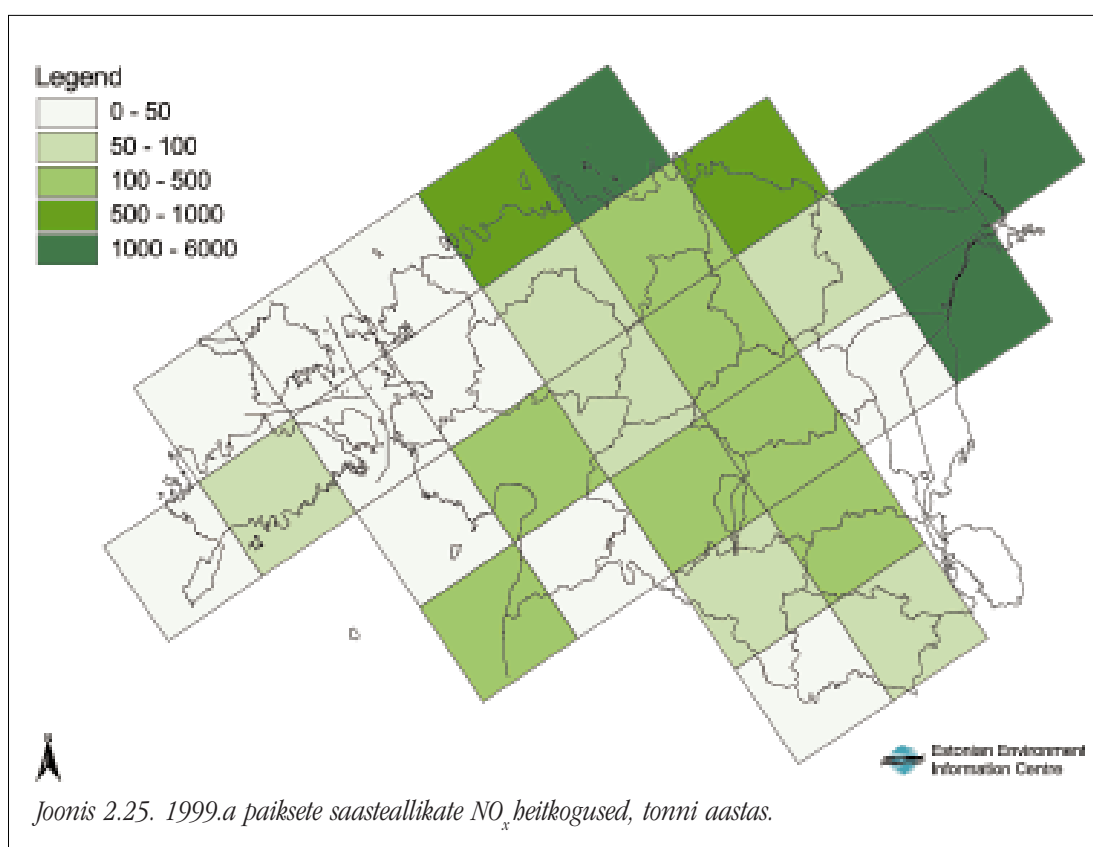 Legend
0 - 50
50 - 100
100 - 500
500 - 1000
1000 - 6000
N
Estonian Environment
Information Centre
Joonis 2.25. 1999.a paiksete saasteallikate NOx heitkogused, tonni aastas.